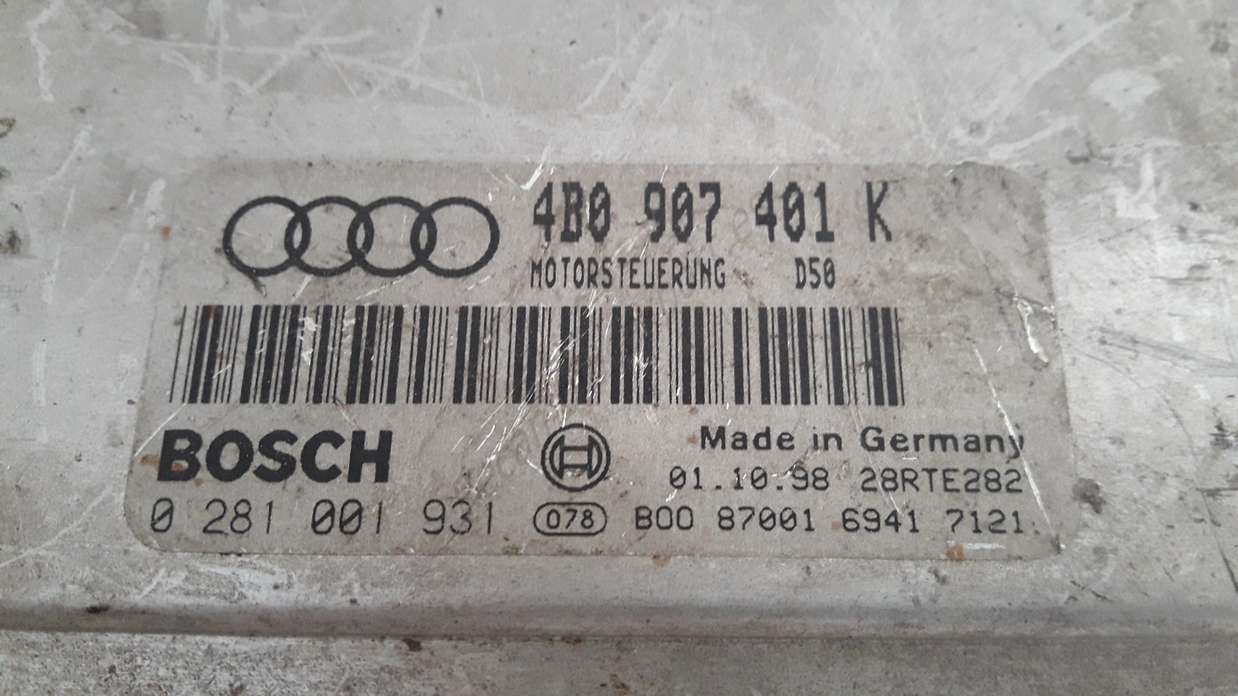 4B0 907 401 K
MOTORSTEUERUNG D50
BOSCH
Made in Germany
01.10.98 28RTE282
0 281 001 931 078 B00 87001 6941 7121